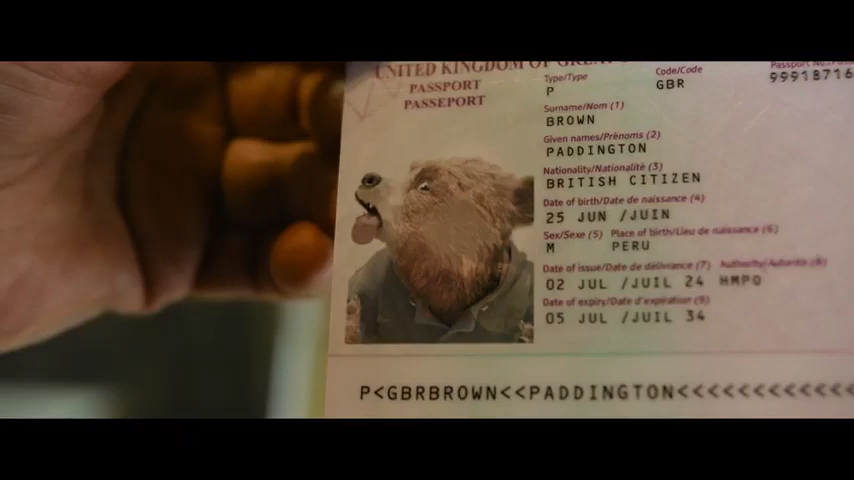 UNITED KINGDOM OF GREAT
PASSPORT
PASSEPORT
Type/Type
P
Code/Code
GBR
Passport No./
99918716
Surname/Nom (1)
BROWN
Given names/Prénoms (2)
PADDINGTON
Nationality/Nationalité (3)
BRITISH CITIZEN
Date of birth/Date de naissance (4)
25 JUN /JUIN
Sex/Sexe (5) Place of birth/Lieu de naissance (6)
M PERU
Date of issue/Date de délivrance (7) Authority/Autorité (8)
02 JUL /JUIL 24 HMPO
Date of expiry/Date d'expiration (9)
05 JUL /JUIL 34
P<GBRBROWN<<PADDINGTON<<<<<<<<<<<<<